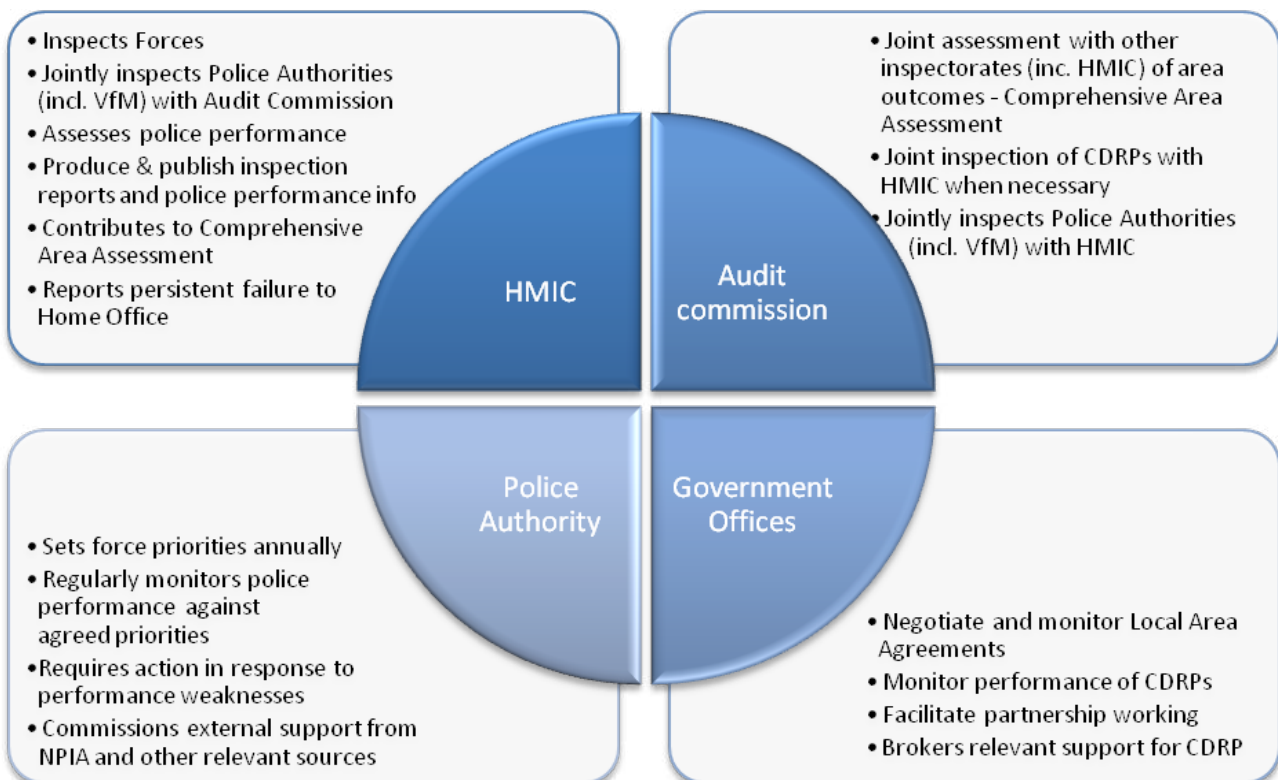 • Inspects Forces
• Jointly inspects Police Authorities
(incl. VfM) with Audit Commission
• Assesses police performance
• Produce & publish inspection
reports and police performance info
• Contributes to Comprehensive
Area Assessment
• Reports persistent failure to
Home Office
HMIC
• Joint assessment with other
inspectorates (inc. HMIC) of area
outcomes - Comprehensive Area
Assessment
• Joint inspection of CDRPs with
HMIC when necessary
• Jointly inspects Police Authorities
(incl. VfM) with HMIC
Audit
commission
Police
Authority
• Sets force priorities annually
• Regularly monitors police
performance against
agreed priorities
• Requires action in response to
performance weaknesses
• Commissions external support from
NPIA and other relevant sources
Government
Offices
• Negotiate and monitor Local Area
Agreements
• Monitor performance of CDRPs
• Facilitate partnership working
• Brokers relevant support for CDRP